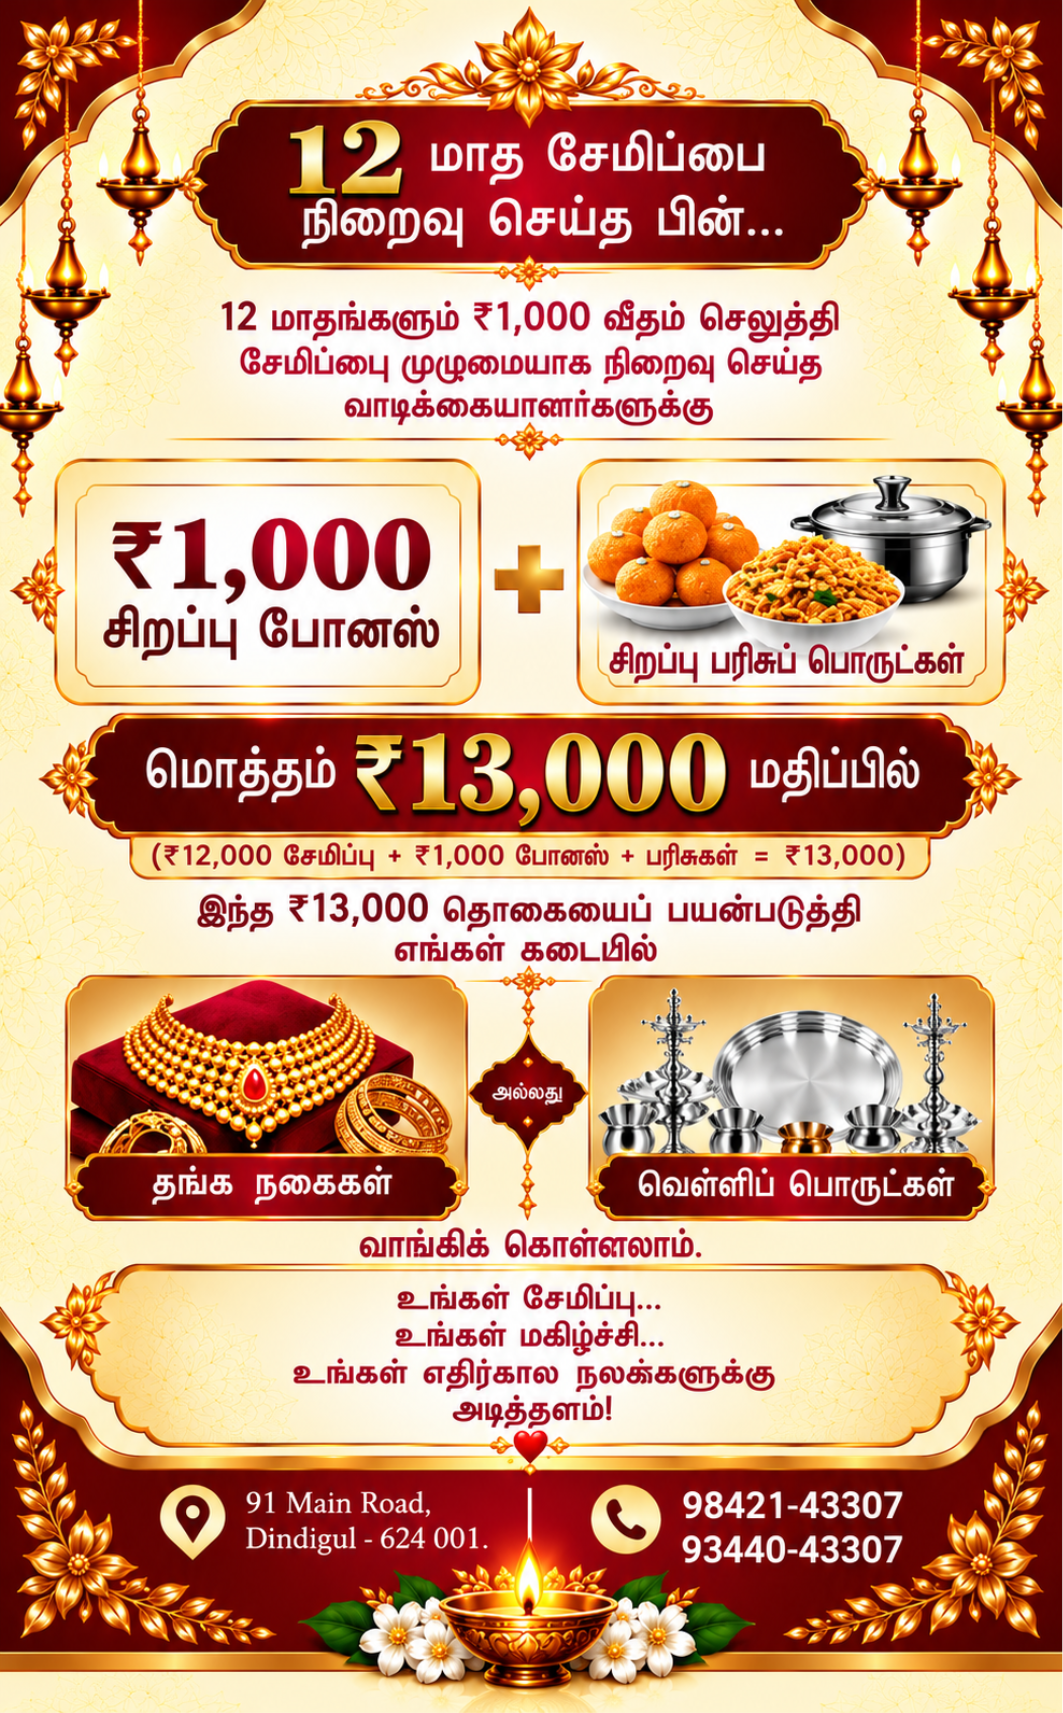 12 மாத சேமிப்பை
நிறைவு செய்த பின்...
12 மாதங்களும் ₹1,000 வீதம் செலுத்தி
சேமிப்பை முழுமையாக நிறைவு செய்த
வாடிக்கையாளர்களுக்கு
₹1,000
சிறப்பு போனஸ்
+
சிறப்பு பரிசுப் பொருட்கள்
மொத்தம் ₹13,000 மதிப்பில்
(₹12,000 சேமிப்பு + ₹1,000 போனஸ் + பரிசுகள் = ₹13,000)
இந்த ₹13,000 தொகையைப் பயன்படுத்தி
எங்கள் கடையில்
தங்க நகைகள்
அல்லது
வெள்ளிப் பொருட்கள்
வாங்கிக் கொள்ளலாம்.
உங்கள் சேமிப்பு...
உங்கள் மகிழ்ச்சி...
உங்கள் எதிர்கால நலக்களுக்கு
அடித்தளம்!
91 Main Road,
Dindigul - 624 001.
98421-43307
93440-43307